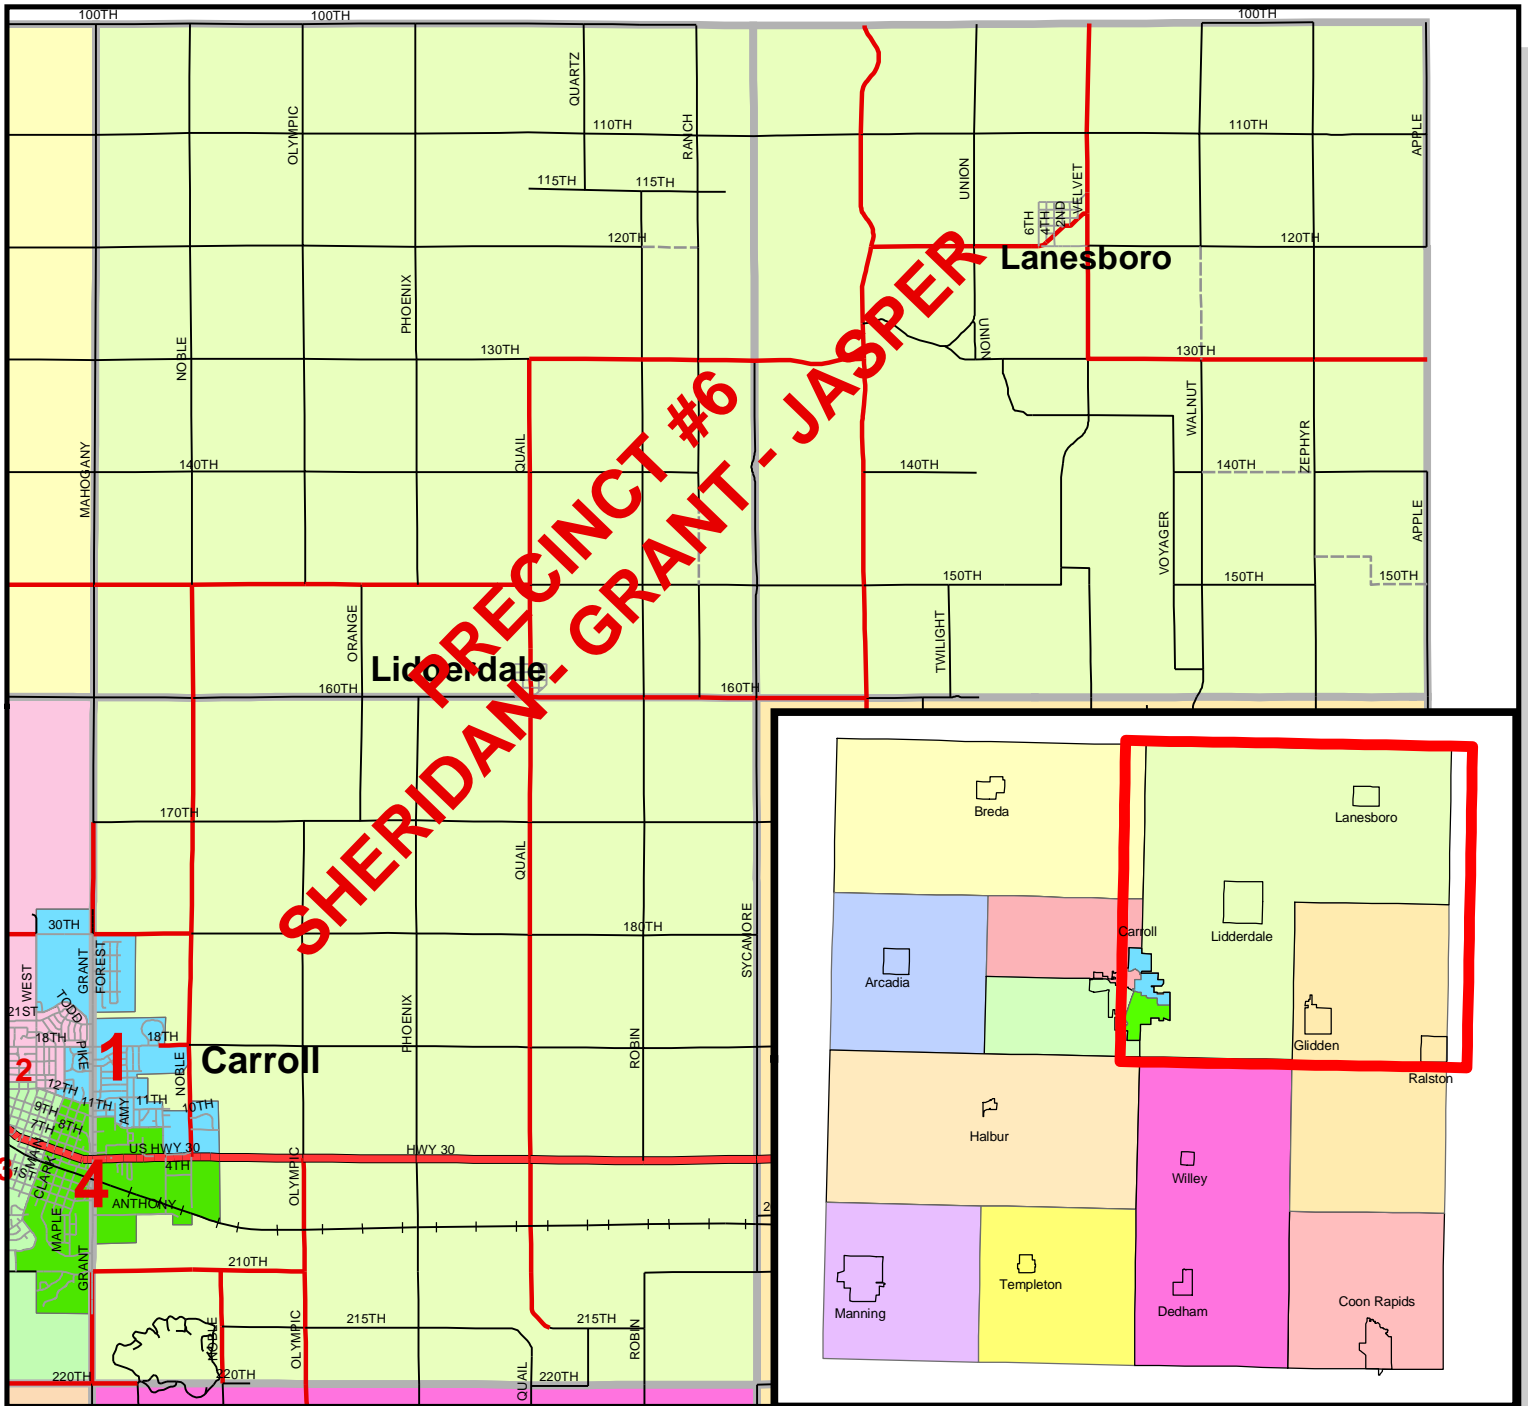 100TH
100TH
100TH
QUARTZ
OLYMPIC
110TH
RANCH
110TH
APPLE
115TH
115TH
UNION
VELVET
6TH
4TH
2ND
120TH
120TH
Lanesboro
PHOENIX
NOBLE
130TH
UNION
130TH
PRECINCT #6
SHERIDAN - GRANT - JASPER
WALNUT
MAHOGANY
140TH
QUAIL
140TH
140TH
ZEPHYR
VOYAGER
APPLE
150TH
150TH
150TH
ORANGE
TWILIGHT
Lidderdale
160TH
160TH
170TH
QUAIL
30TH
180TH
SYCAMORE
WEST
GRANT
FOREST
TODD
21ST
18TH
PIKE
1
18TH
2
NOBLE
Carroll
PHOENIX
ROBIN
12TH
11TH
11TH
AMY
10TH
9TH
7TH
8TH
US HWY 30
HWY 30
3
1ST
CLARK
4
4TH
OLYMPIC
ANTHONY
MAPLE
GRANT
210TH
NOBLE
OLYMPIC
215TH
215TH
ROBIN
220TH
220TH
QUAIL
220TH
Breda
Lanesboro
Carroll
Lidderdale
Arcadia
Glidden
Ralston
Halbur
Willey
Manning
Templeton
Dedham
Coon Rapids